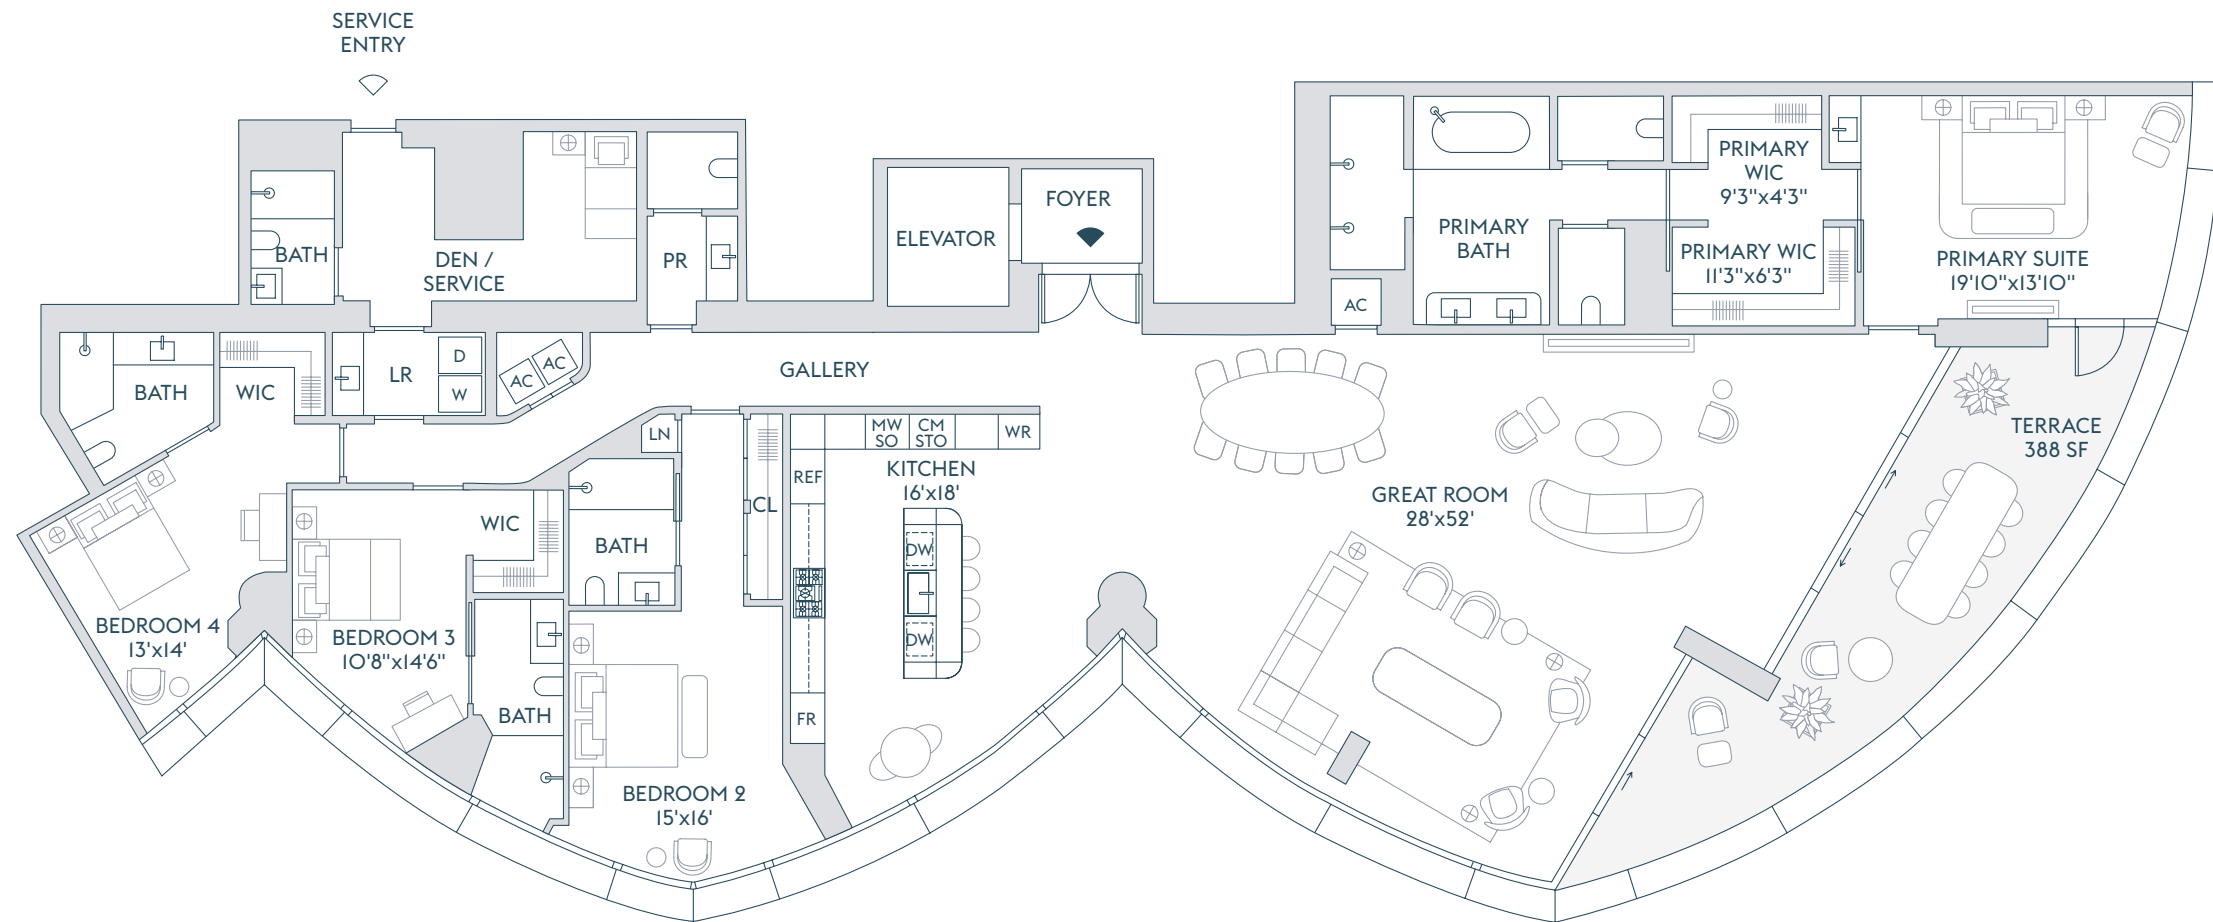 SERVICE
ENTRY
BATH
DEN /
SERVICE
PR
ELEVATOR
FOYER
AC
PRIMARY
BATH
PRIMARY
WIC
9'3"x4'3"
PRIMARY WIC
11'3"x6'3"
PRIMARY SUITE
19'10"x13'10"
BATH
WIC
LR
D
W
AC
AC
GALLERY
TERRACE
388 SF
LN
CL
MW
SO
CM
STO
WR
REF
KITCHEN
16'x18'
DW
DW
FR
GREAT ROOM
28'x52'
WIC
BATH
BEDROOM 4
13'x14'
BEDROOM 3
10'8"x14'6"
BATH
BEDROOM 2
15'x16'